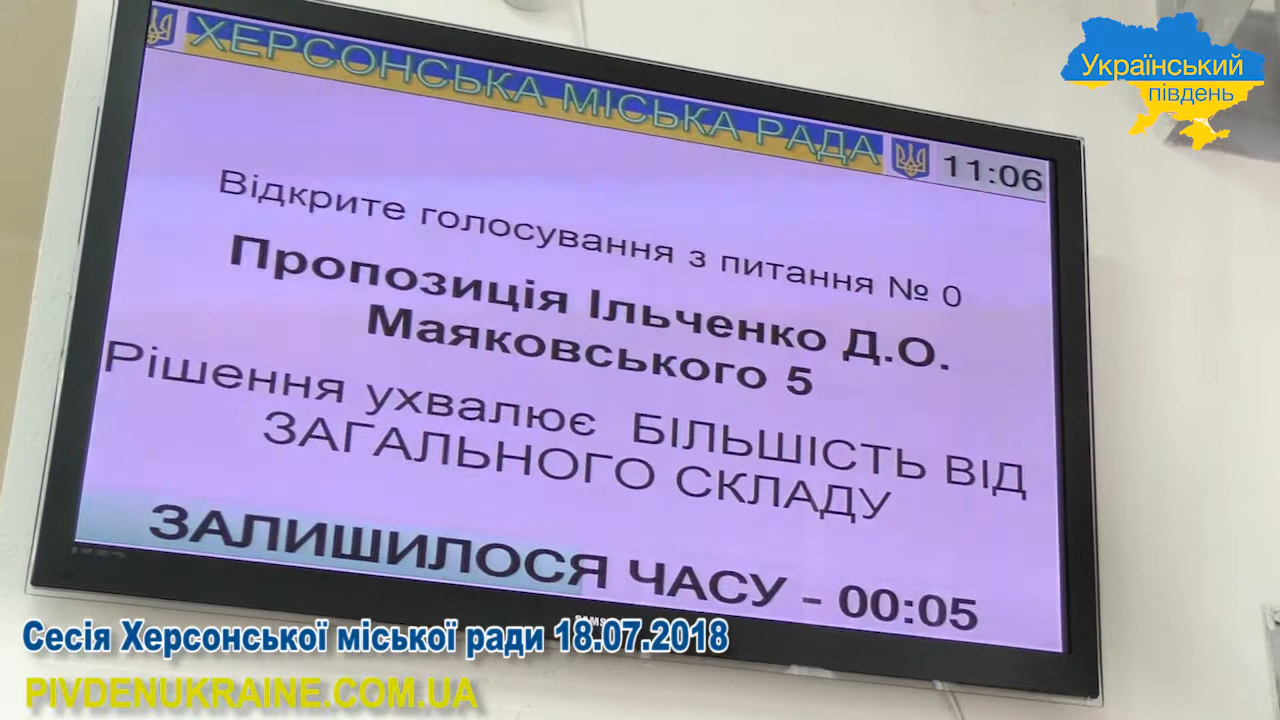 ХЕРСОНСЬКА МІСЬКА РАДА
11:06
Український
південь
Відкрите голосування з питання № 0
Пропозиція Ільченко Д.О.
Маяковського 5
Рішення ухвалює БІЛЬШІСТЬ ВІД
ЗАГАЛЬНОГО СКЛАДУ
ЗАЛИШИЛОСЯ ЧАСУ - 00:05
Сесія Херсонської міської ради 18.07.2018
PIVDENUKRAINE.COM.UA